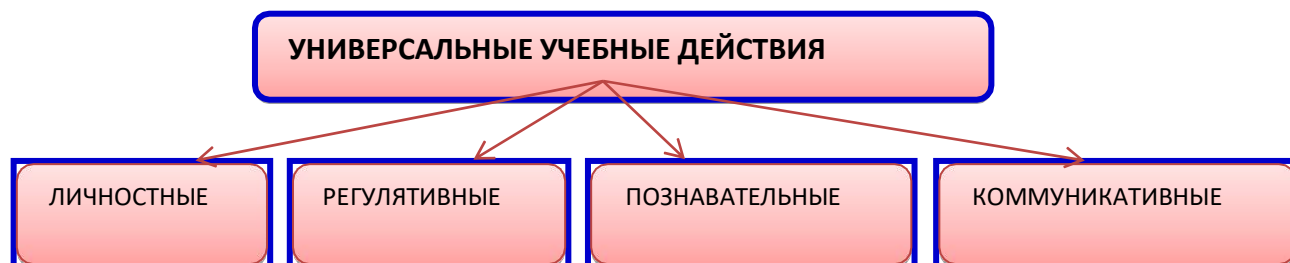 УНИВЕРСАЛЬНЫЕ УЧЕБНЫЕ ДЕЙСТВИЯ
ЛИЧНОСТНЫЕ
РЕГУЛЯТИВНЫЕ
ПОЗНАВАТЕЛЬНЫЕ
КОММУНИКАТИВНЫЕ